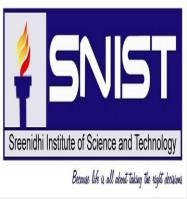 SNIST
Sreenidhi Institute of Science and Technology
Because life is all about taking the right decisions